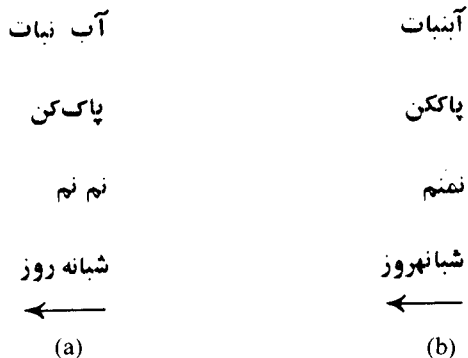 آب نبات
آبنبات
پاک‌کن
پاککن
نم نم
نمنم
شبانه روز
شبانهروز
(a)
(b)